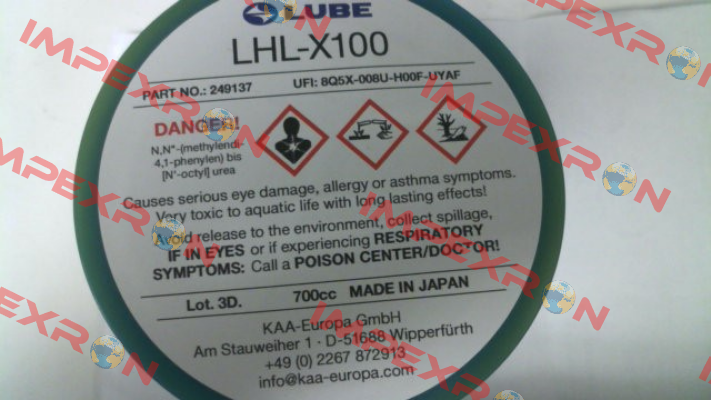 LUBE
LHL-X100
PART NO.: 249137 UFI: 8Q5X-008U-H00F-UYAF
DANGER!
N,N"-(methylendi-
4,1-phenylen) bis
[N'-octyl] urea
Causes serious eye damage, allergy or asthma symptoms.
Very toxic to aquatic life with long lasting effects!
Avoid release to the environment, collect spillage,
IF IN EYES or if experiencing RESPIRATORY
SYMPTOMS: Call a POISON CENTER/DOCTOR!
Lot. 3D. 700cc MADE IN JAPAN
KAA-Europa GmbH
Am Stauweiher 1 · D-51688 Wipperfürth
+49 (0) 2267 872913
info@kaa-europa.com
IMPEXRON
IMPEXRON
IMPEXRON
IMPEXRON
IMPEXRON
IMPEXRON